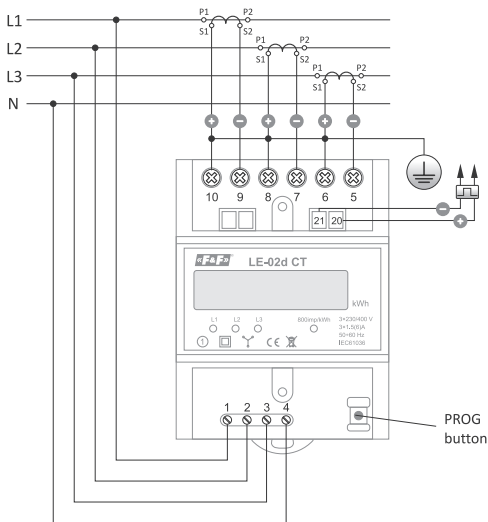 L1
P1 P2
S1 S2
L2
P1 P2
S1 S2
L3
P1 P2
S1 S2
N
+ − + − + −
10 9 8 7 6 5
21 20
−
+
«F&F» LE-02d CT
kWh
L1 L2 L3 800imp/kWh
3×230/400 V
3×1.5(6)A
50÷60 Hz
IEC61036
1
CE
1 2 3 4
PROG
button